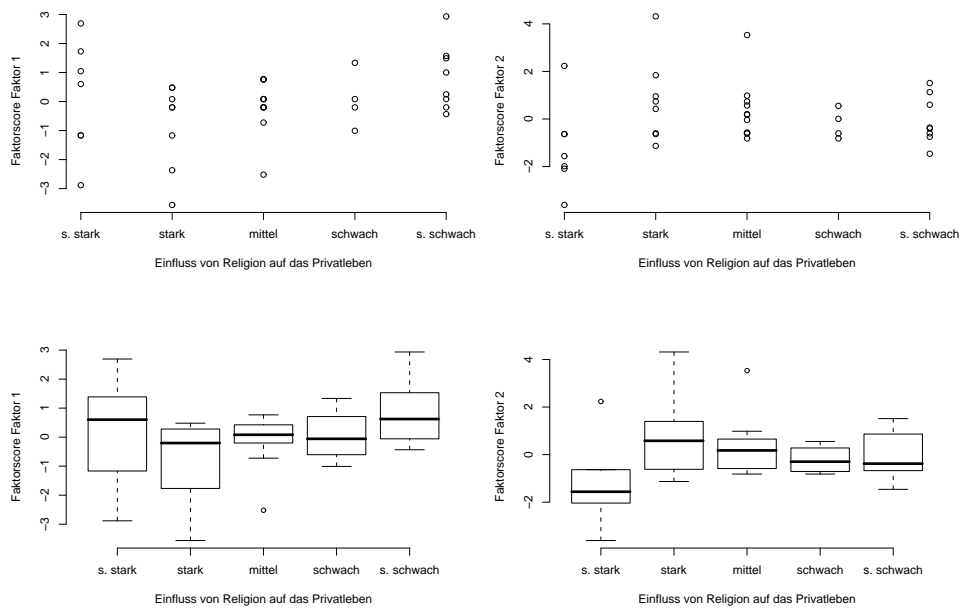 Faktorscore Faktor 1
3
2
1
0
−1
−2
−3
s. stark
stark
mittel
schwach
s. schwach
Einfluss von Religion auf das Privatleben
Faktorscore Faktor 2
4
2
0
−2
s. stark
stark
mittel
schwach
s. schwach
Einfluss von Religion auf das Privatleben
Faktorscore Faktor 1
3
2
1
0
−1
−2
−3
s. stark
stark
mittel
schwach
s. schwach
Einfluss von Religion auf das Privatleben
Faktorscore Faktor 2
4
2
0
−2
s. stark
stark
mittel
schwach
s. schwach
Einfluss von Religion auf das Privatleben